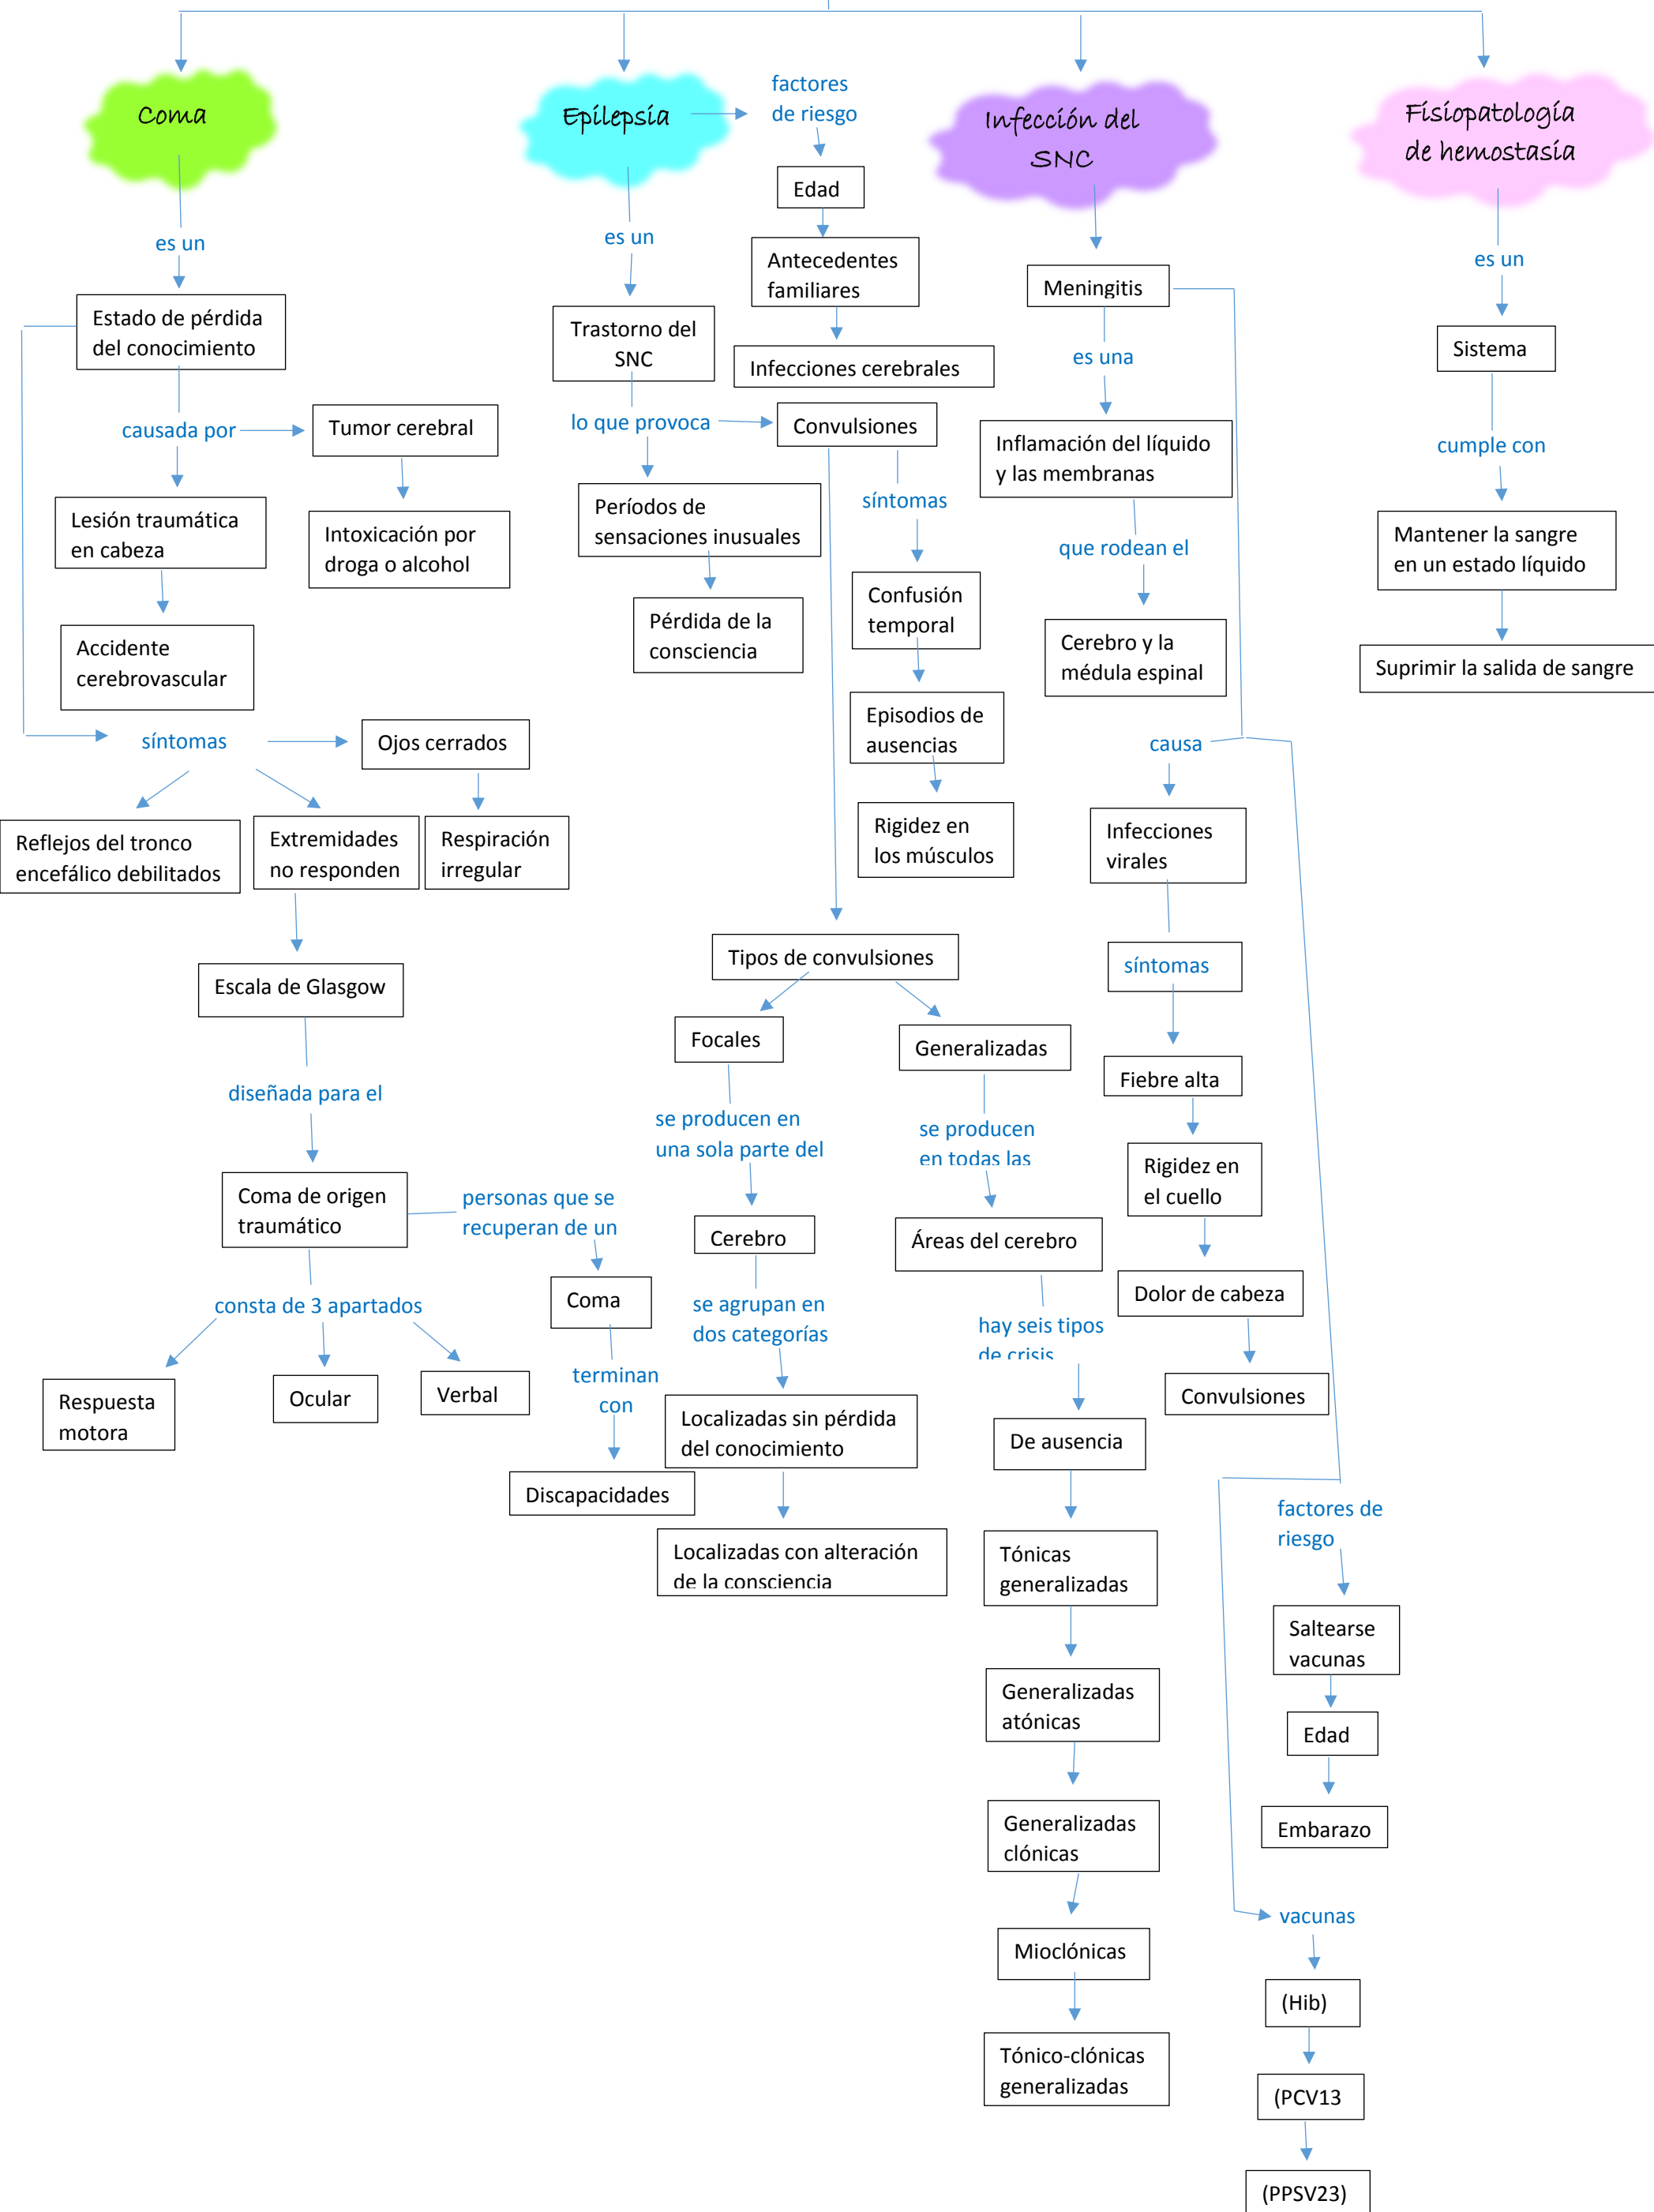 Coma
es un
Estado de pérdida
del conocimiento
causada por
Tumor cerebral
Intoxicación por
droga o alcohol
Lesión traumática
en cabeza
Accidente
cerebrovascular
síntomas
Ojos cerrados
Respiración
irregular
Reflejos del tronco
encefálico debilitados
Extremidades
no responden
Escala de Glasgow
diseñada para el
Coma de origen
traumático
personas que se
recuperan de un
Coma
terminan
con
Discapacidades
consta de 3 apartados
Respuesta
motora
Ocular
Verbal
Epilepsia
factores
de riesgo
Edad
Antecedentes
familiares
Infecciones cerebrales
es un
Trastorno del
SNC
lo que provoca
Convulsiones
Períodos de
sensaciones inusuales
Pérdida de la
consciencia
síntomas
Confusión
temporal
Episodios de
ausencias
Rigidez en
los músculos
Tipos de convulsiones
Focales
se producen en
una sola parte del
Cerebro
se agrupan en
dos categorías
Localizadas sin pérdida
del conocimiento
Localizadas con alteración
de la consciencia
Generalizadas
se producen
en todas las
Áreas del cerebro
hay seis tipos
de crisis
De ausencia
Tónicas
generalizadas
Generalizadas
atónicas
Generalizadas
clónicas
Mioclónicas
Tónico-clónicas
generalizadas
Infección del
SNC
Meningitis
es una
Inflamación del líquido
y las membranas
que rodean el
Cerebro y la
médula espinal
causa
Infecciones
virales
síntomas
Fiebre alta
Rigidez en
el cuello
Dolor de cabeza
Convulsiones
factores de
riesgo
Saltearse
vacunas
Edad
Embarazo
vacunas
(Hib)
(PCV13
(PPSV23)
Fisiopatología
de hemostasia
es un
Sistema
cumple con
Mantener la sangre
en un estado líquido
Suprimir la salida de sangre